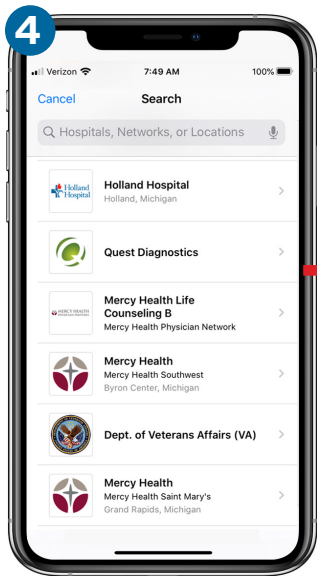 4
Verizon
7:49 AM
100%
Cancel
Search
Hospitals, Networks, or Locations
Holland
Hospital
Holland Hospital
Holland, Michigan
Quest Diagnostics
MERCY HEALTH
Mercy Health Life
Counseling B
Mercy Health Physician Network
Mercy Health
Mercy Health Southwest
Byron Center, Michigan
Dept. of Veterans Affairs (VA)
Mercy Health
Mercy Health Saint Mary's
Grand Rapids, Michigan